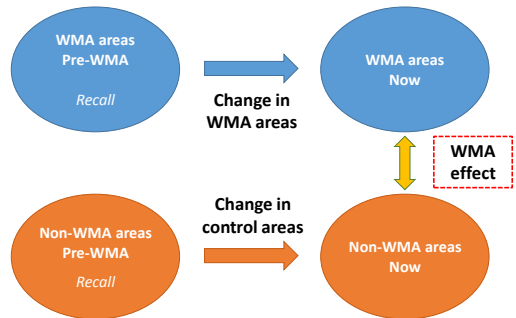 WMA areas
Pre-WMA
Recall
Change in
WMA areas
WMA areas
Now
WMA
effect
Non-WMA areas
Pre-WMA
Recall
Change in
control areas
Non-WMA areas
Now